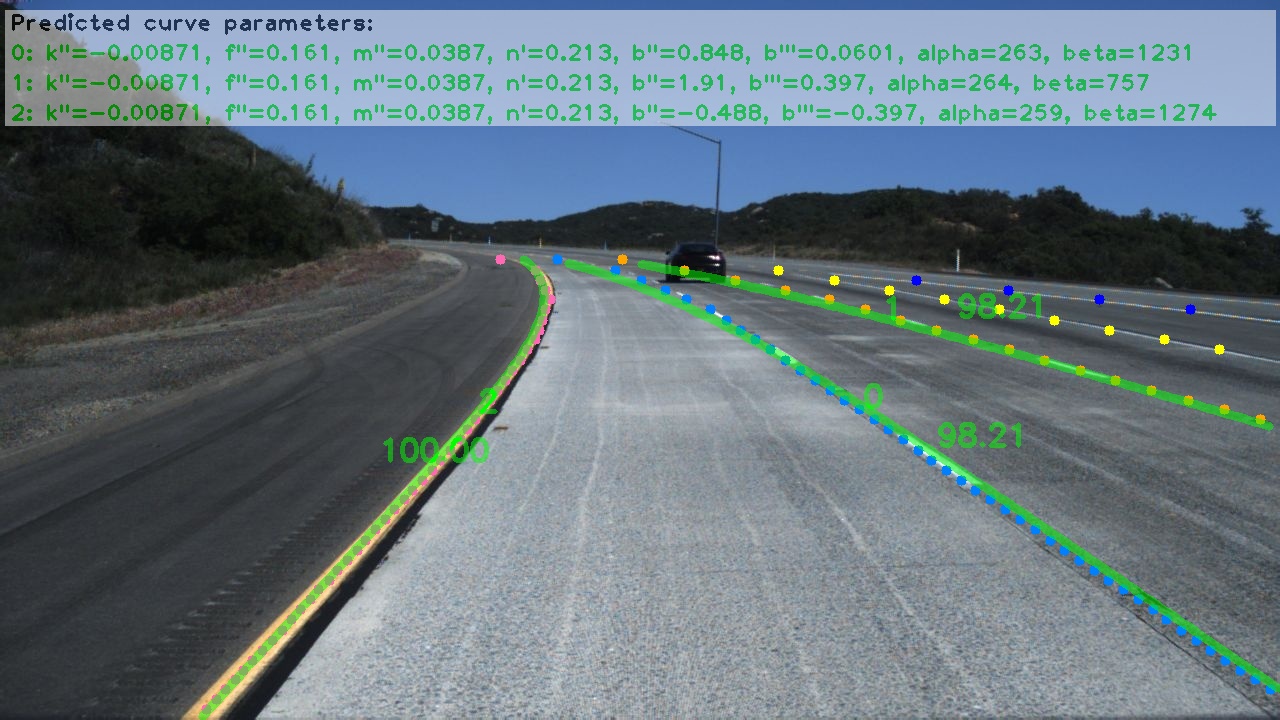 Predicted curve parameters:
0: k''=-0.00871, f''=0.161, m''=0.0387, n'=0.213, b''=0.848, b'''=0.0601, alpha=263, beta=1231
1: k''=-0.00871, f''=0.161, m''=0.0387, n'=0.213, b''=1.91, b'''=0.397, alpha=264, beta=757
2: k''=-0.00871, f''=0.161, m''=0.0387, n'=0.213, b''=-0.488, b'''=-0.397, alpha=259, beta=1274
1 98.21
2 0
100.00 98.21